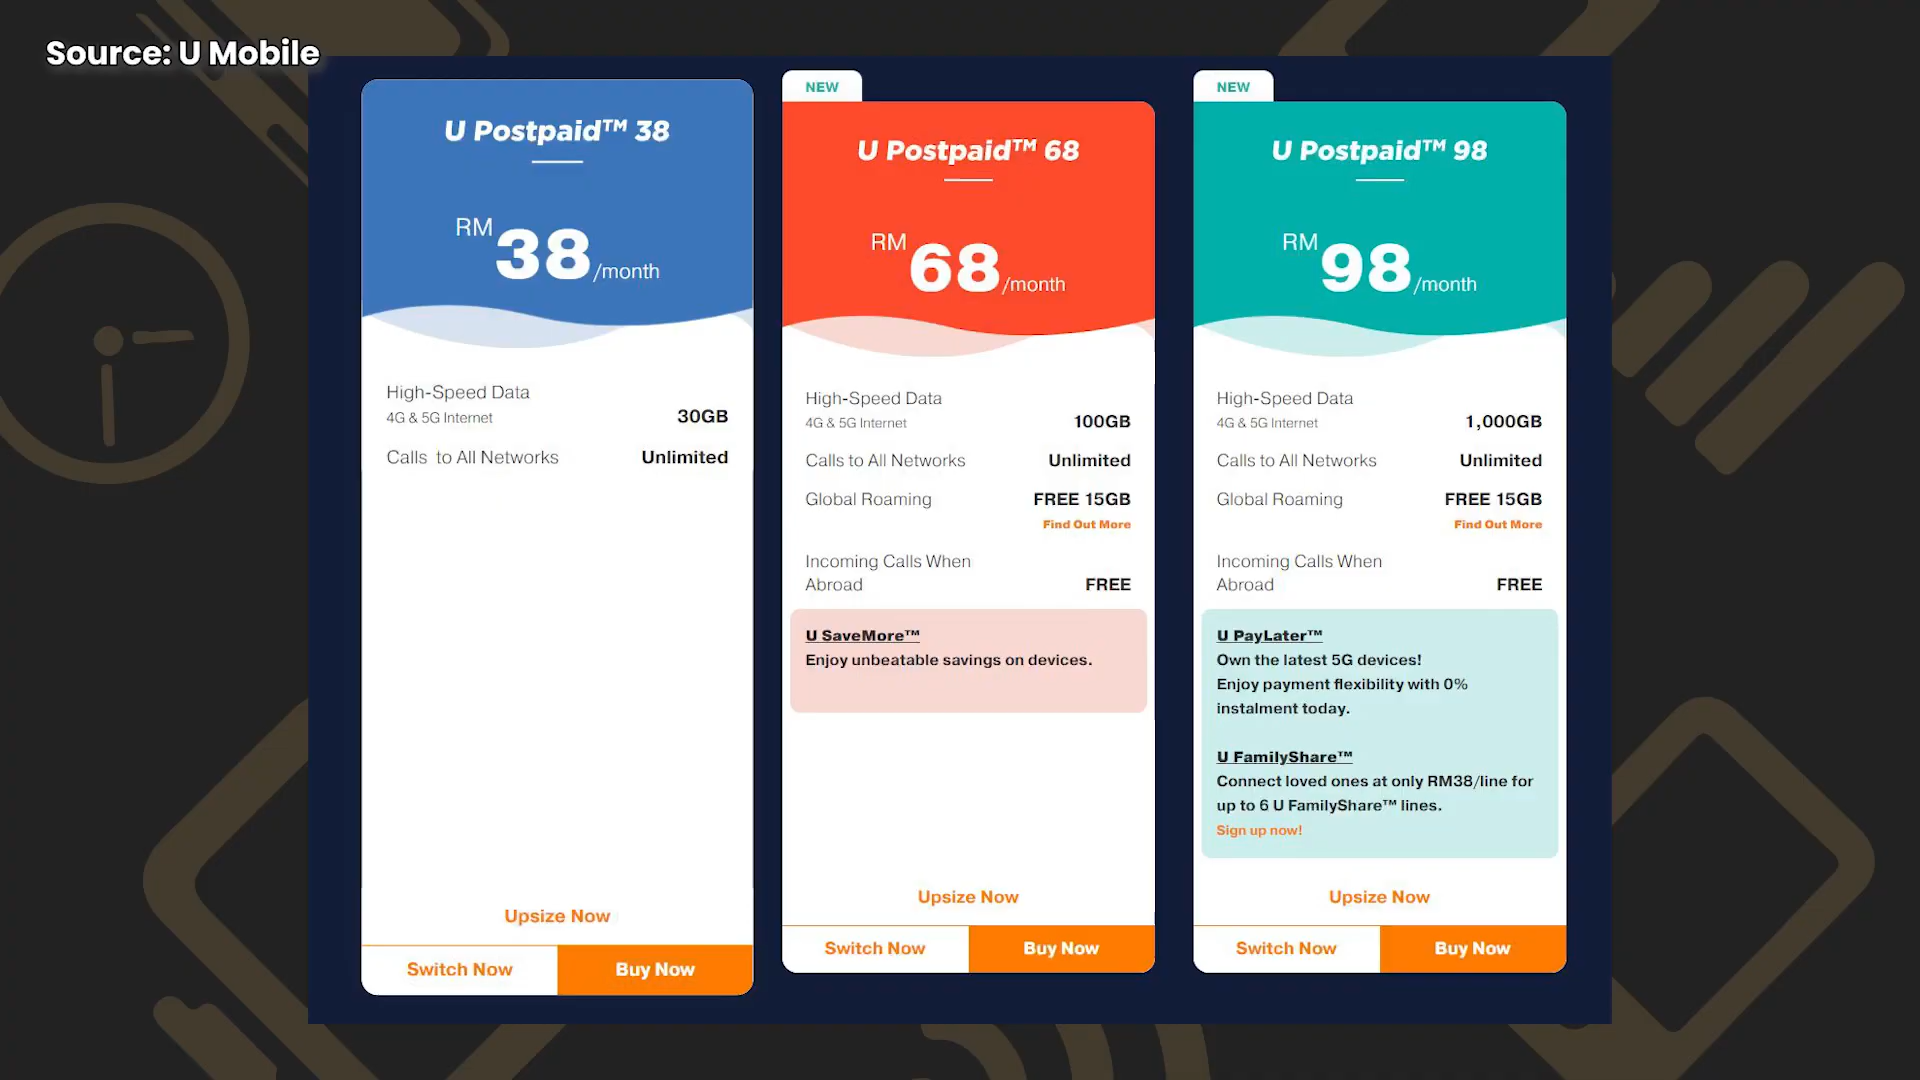 Source: U Mobile
U Postpaid™ 38
RM
38
/month
High-Speed Data
4G & 5G Internet
30GB
Calls to All Networks
Unlimited
Upsize Now
Switch Now
Buy Now
NEW
U Postpaid™ 68
RM
68
/month
High-Speed Data
4G & 5G Internet
100GB
Calls to All Networks
Unlimited
Global Roaming
FREE 15GB
Find Out More
Incoming Calls When
Abroad
FREE
U SaveMore™
Enjoy unbeatable savings on devices.
Upsize Now
Switch Now
Buy Now
NEW
U Postpaid™ 98
RM
98
/month
High-Speed Data
4G & 5G Internet
1,000GB
Calls to All Networks
Unlimited
Global Roaming
FREE 15GB
Find Out More
Incoming Calls When
Abroad
FREE
U PayLater™
Own the latest 5G devices!
Enjoy payment flexibility with 0%
instalment today.
U FamilyShare™
Connect loved ones at only RM38/line for
up to 6 U FamilyShare™ lines.
Sign up now!
Upsize Now
Switch Now
Buy Now